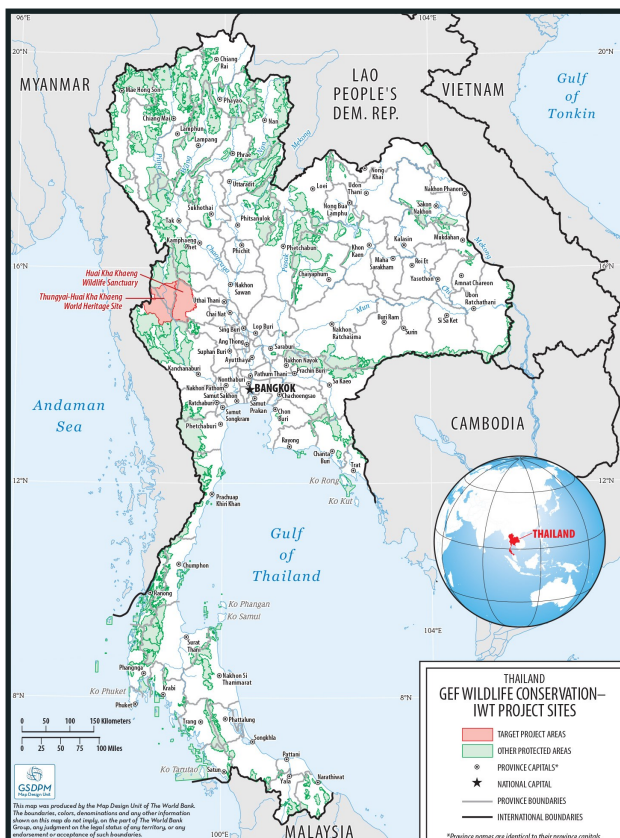 96°E
104°E
20°N
20°N
MYANMAR
LAO
PEOPLE'S
DEM. REP.
VIETNAM
Gulf
of
Tonkin
Chiang
Rai
Mae Hong Son
Phayao
Chiang Mai
Nan
Lamphun
Lampang
Phrae
Mekong
Nan
Ping
Uttaradit
Loei
Nong
Khai
Udon
Thani
Nong Bua
Lamphu
Nakhon Phanom
Sakon
Nakhon
Sukhothai
Tak
Phitsanulok
Kamphaeng
Phet
Phichit
Phetchabun
Khon
Kaen
Kalasin
Mukdahan
Mekong
Maha
Sarakham
Roi Et
Yasothon
Amnat Chareon
Ubon
Ratchathani
Chi
Chaiyaphum
Pasak
16°N
16°N
Huai Kha Khaeng
Wildlife Sanctuary
Thungyai-Huai Kha Khaeng
World Heritage Site
Nakhon
Sawan
Uthai Thani
Chai Nat
Mun
Buri Ram
Surin
Si Sa Ket
Nakhon
Ratchasima
Sing Buri
Lop Buri
Ang Thong
Saraburi
Suphan Buri
Ayutthaya
Nakhon Nayok
Kanchanaburi
Pathum Thani
Prachin Buri
Nonthaburi
Sa Kaeo
Nakhon Pathom
BANGKOK
Chachoengsao
Samut Sakhon
Ratchaburi
Samut
Prakan
Samut
Songkram
Chon
Buri
Phetchaburi
Rayong
Chanta
Buri
Trat
Andaman
Sea
CAMBODIA
12°N
12°N
Ko Rong
Ko Kut
Prachuap
Khiri Khan
Gulf
of
Thailand
THAILAND
Chumphon
Ranong
Ko Phangan
Ko Samui
104°E
Surat
Thani
Phangnga
Nakhon Si
Thammarat
8°N
8°N
Ko Phuket
Krabi
Phuket
Trang
Phattalung
Songkhla
0 50 100 150 Kilometers
0 25 50 75 100 Miles
Ko Tarutao
Satun
Pattani
Yala
Narathiwat
100°E
MALAYSIA
GSDPM
Map Design Unit
This map was produced by the Map Design Unit of The World Bank.
The boundaries, colors, denominations and any other information
shown on this map do not imply, on the part of The World Bank
Group, any judgment on the legal status of any territory, or any
endorsement or acceptance of such boundaries.
THAILAND
GEF WILDLIFE CONSERVATION–
IWT PROJECT SITES
TARGET PROJECT AREAS
OTHER PROTECTED AREAS
PROVINCE CAPITALS*
NATIONAL CAPITAL
PROVINCE BOUNDARIES
INTERNATIONAL BOUNDARIES
*Province names are identical to their province capitals